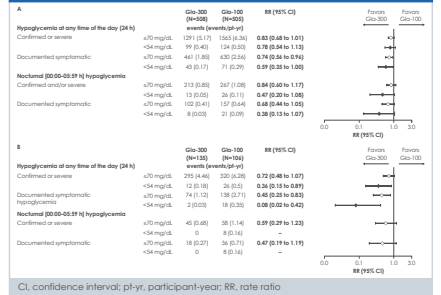 A
Gla-300 Gla-100 RR (95% CI) Favors Favors
(N=508) (N=505) Gla-300 Gla-100
Hypoglycemia at any time of the day (24 h) events (events/pt-yr)
Confirmed or severe ≤70 mg/dL 1291 (5.17) 1565 (6.36) 0.83 (0.68 to 1.01)
<54 mg/dL 99 (0.40) 124 (0.50) 0.78 (0.54 to 1.13)
Documented symptomatic ≤70 mg/dL 461 (1.85) 630 (2.56) 0.74 (0.56 to 0.96)
<54 mg/dL 43 (0.17) 71 (0.29) 0.59 (0.35 to 1.00)
Nocturnal (00:00-05:59 h) hypoglycemia
Confirmed and/or severe ≤70 mg/dL 213 (0.85) 267 (1.08) 0.84 (0.60 to 1.17)
<54 mg/dL 13 (0.05) 26 (0.11) 0.47 (0.20 to 1.08)
Documented symptomatic ≤70 mg/dL 102 (0.41) 157 (0.64) 0.68 (0.44 to 1.05)
<54 mg/dL 8 (0.03) 21 (0.09) 0.38 (0.13 to 1.07)
0.0 0.1 1.0 3.0
RR (95% CI)
B
Gla-300 Gla-100 RR (95% CI) Favors Favors
(N=135) (N=106) Gla-300 Gla-100
Hypoglycemia at any time of the day (24 h) events (events/pt-yr)
Confirmed or severe ≤70 mg/dL 295 (4.46) 320 (6.28) 0.72 (0.48 to 1.07)
<54 mg/dL 12 (0.18) 26 (0.5) 0.36 (0.15 to 0.89)
Documented symptomatic ≤70 mg/dL 74 (1.12) 138 (2.71) 0.45 (0.25 to 0.83)
hypoglycemia <54 mg/dL 2 (0.03) 18 (0.35) 0.08 (0.02 to 0.42)
Nocturnal (00:00-05:59 h) hypoglycemia
Confirmed or severe ≤70 mg/dL 45 (0.68) 58 (1.14) 0.59 (0.29 to 1.23)
<54 mg/dL 0 8 (0.16) –
Documented symptomatic ≤70 mg/dL 18 (0.27) 36 (0.71) 0.47 (0.19 to 1.19)
<54 mg/dL 0 8 (0.16) –
0.0 0.1 1.0 3.0
RR (95% CI)
CI, confidence interval; pt-yr, participant-year; RR, rate ratio